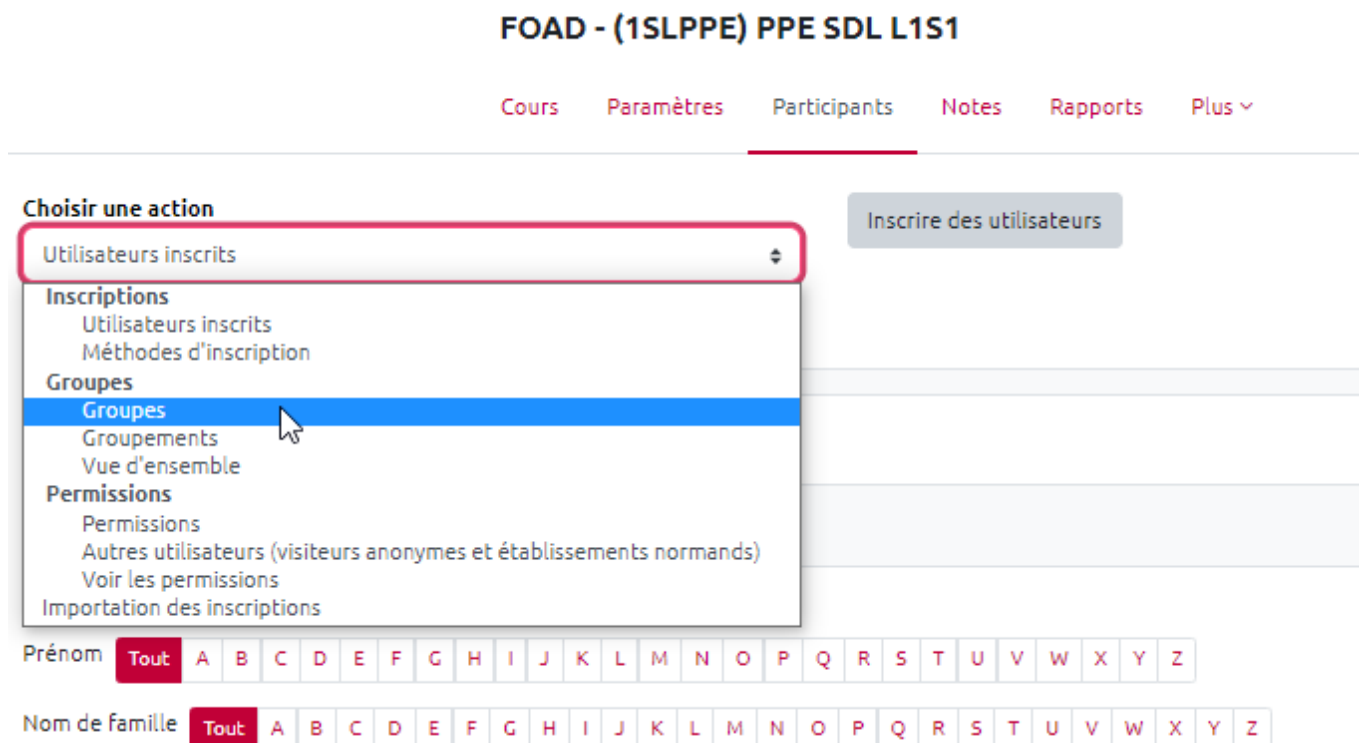 FOAD - (1SLPPE) PPE SDL L1S1
Cours Paramètres Participants Notes Rapports Plus
Choisir une action
Inscrire des utilisateurs
Utilisateurs inscrits
Inscriptions
Utilisateurs inscrits
Méthodes d'inscription
Groupes
Groupes
Groupements
Vue d'ensemble
Permissions
Permissions
Autres utilisateurs (visiteurs anonymes et établissements normands)
Voir les permissions
Importation des inscriptions
Prénom Tout A B C D E F G H I J K L M N O P Q R S T U V W X Y Z
Nom de famille Tout A B C D E F G H I J K L M N O P Q R S T U V W X Y Z